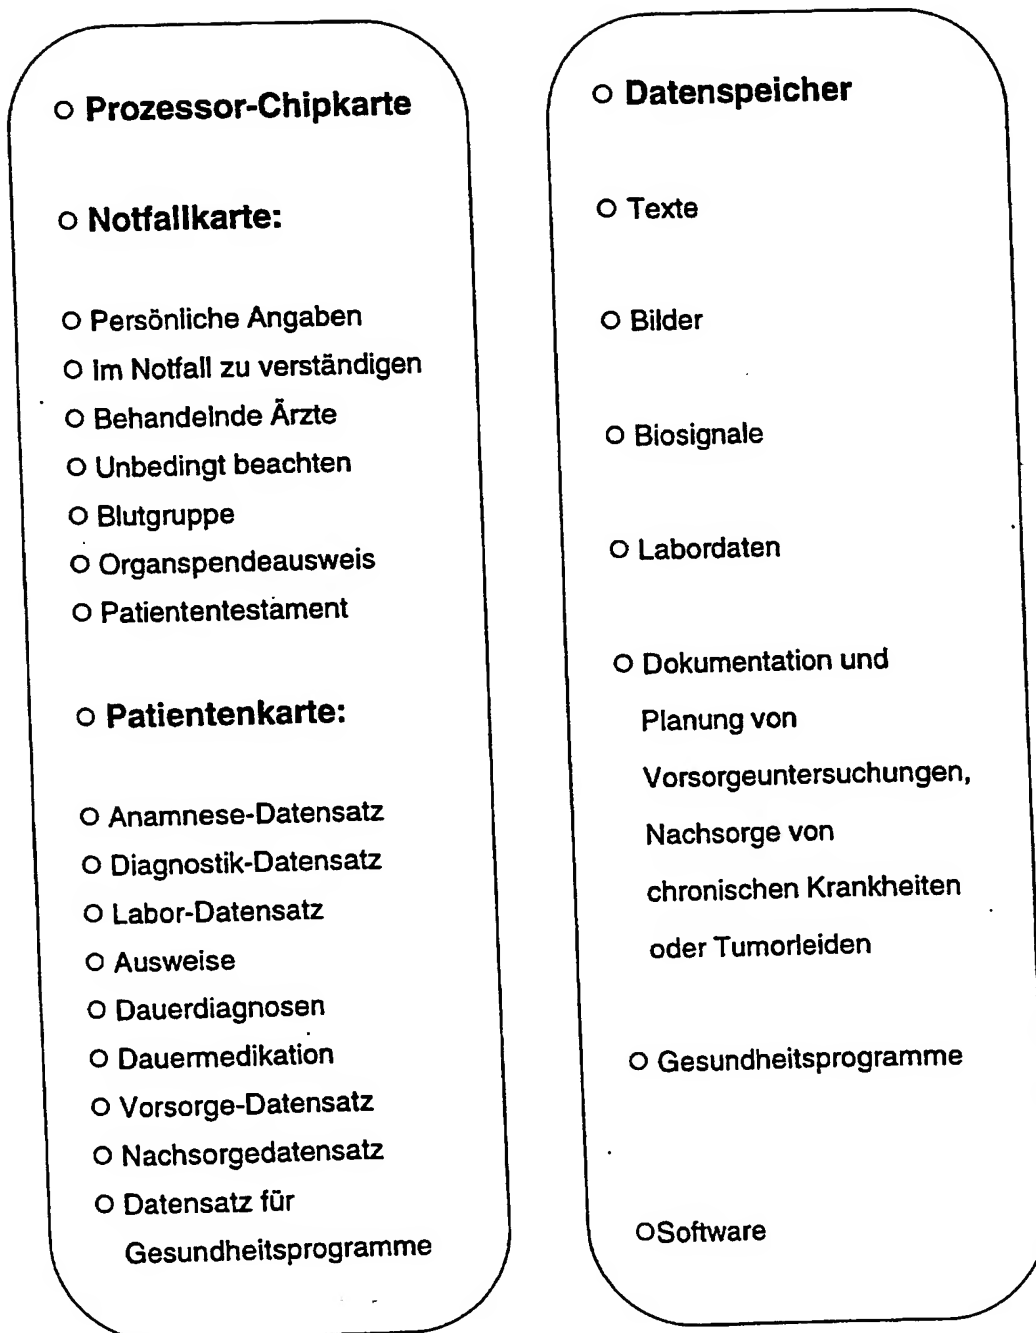 ○ Prozessor-Chipkarte
○ Notfallkarte:
○ Persönliche Angaben
○ Im Notfall zu verständigen
○ Behandelnde Ärzte
○ Unbedingt beachten
○ Blutgruppe
○ Organspendeausweis
○ Patiententestament
○ Patientenkarte:
○ Anamnese-Datensatz
○ Diagnostik-Datensatz
○ Labor-Datensatz
○ Ausweise
○ Dauerdiagnosen
○ Dauermedikation
○ Vorsorge-Datensatz
○ Nachsorgedatensatz
○ Datensatz für
Gesundheitsprogramme
○ Datenspeicher
○ Texte
○ Bilder
○ Biosignale
○ Labordaten
○ Dokumentation und
Planung von
Vorsorgeuntersuchungen,
Nachsorge von
chronischen Krankheiten
oder Tumorleiden
○ Gesundheitsprogramme
○Software